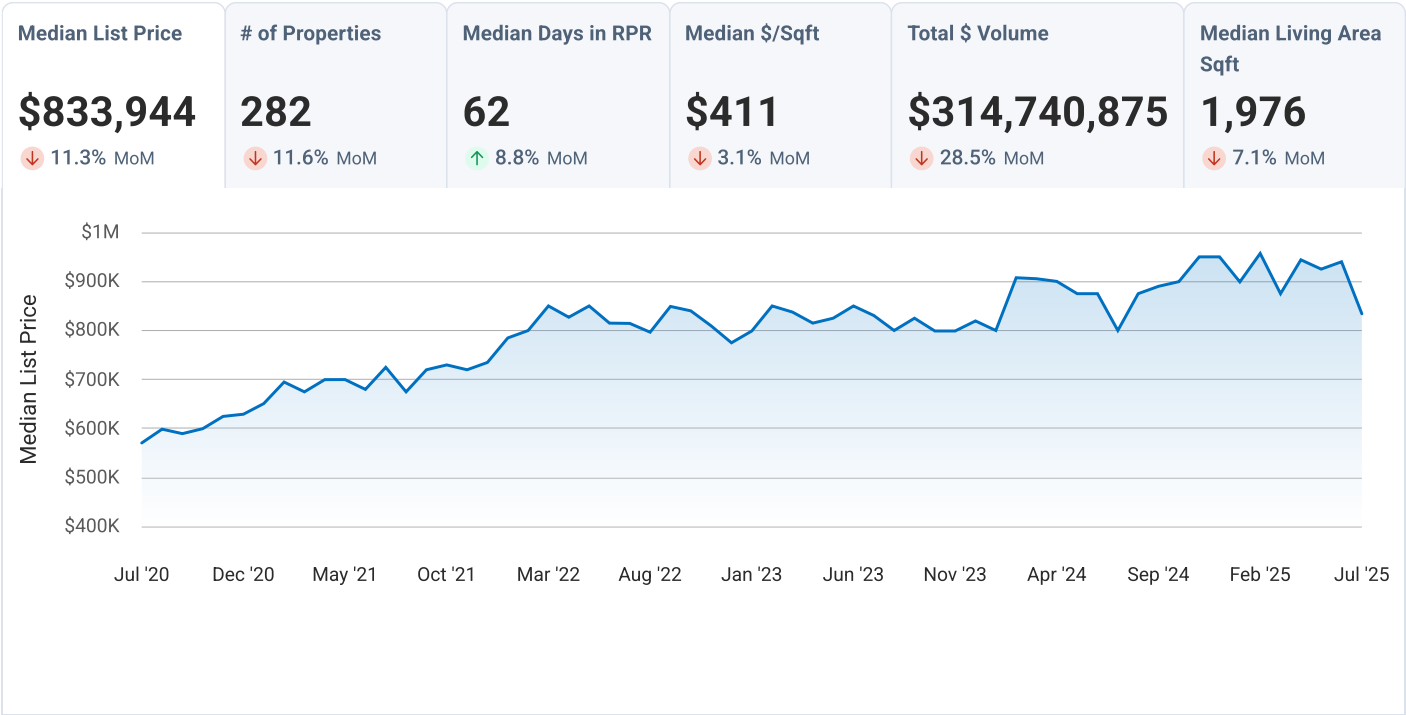 Median List Price
$833,944
11.3% MoM
# of Properties
282
11.6% MoM
Median Days in RPR
62
8.8% MoM
Median $/Sqft
$411
3.1% MoM
Total $ Volume
$314,740,875
28.5% MoM
Median Living Area
Sqft
1,976
7.1% MoM
Median List Price
$1M
$900K
$800K
$700K
$600K
$500K
$400K
Jul '20 Dec '20 May '21 Oct '21 Mar '22 Aug '22 Jan '23 Jun '23 Nov '23 Apr '24 Sep '24 Feb '25 Jul '25